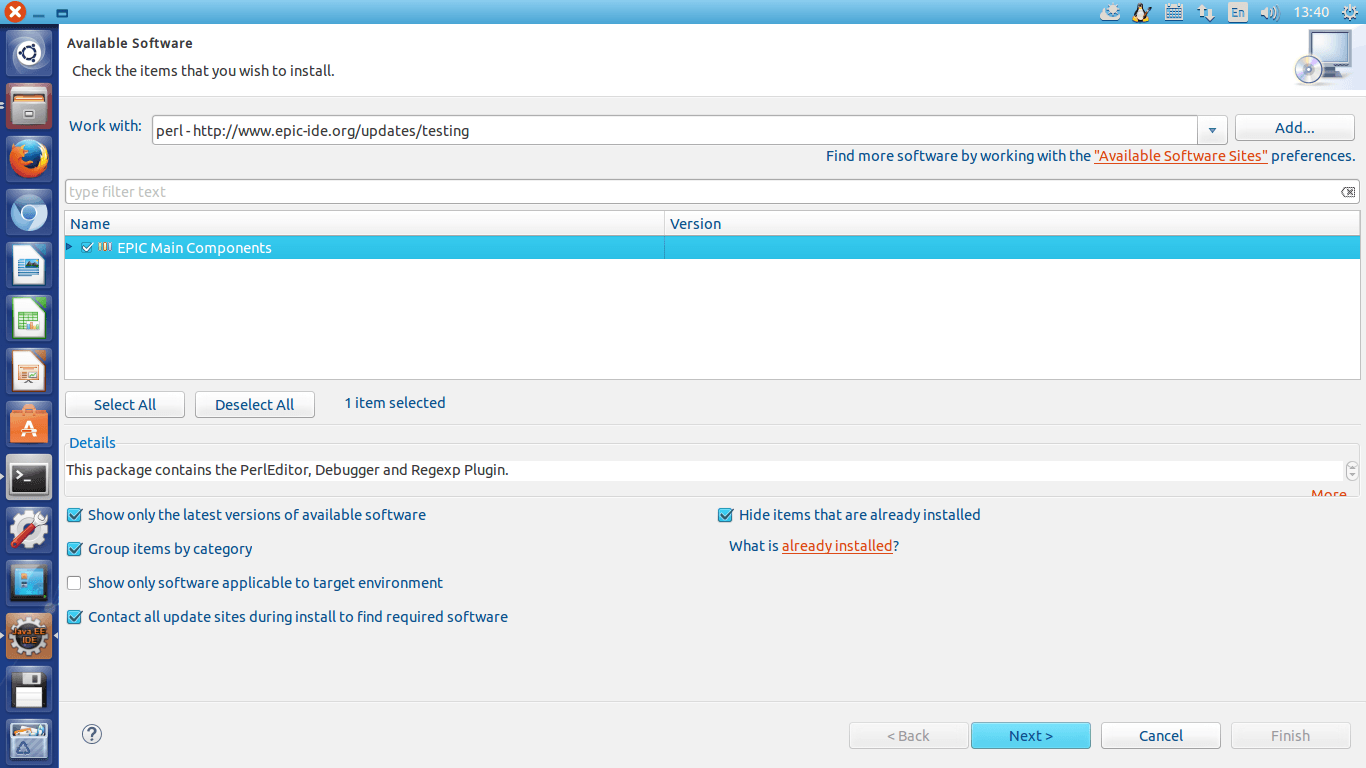 En 13:40
Available Software
Check the items that you wish to install.
Work with: perl - http://www.epic-ide.org/updates/testing Add...
Find more software by working with the "Available Software Sites" preferences.
type filter text
Name Version
EPIC Main Components
Select All Deselect All 1 item selected
Details
This package contains the PerlEditor, Debugger and Regexp Plugin.
More...
Show only the latest versions of available software Hide items that are already installed
Group items by category What is already installed?
Show only software applicable to target environment
Contact all update sites during install to find required software
Java EE
IDE
? < Back Next > Cancel Finish